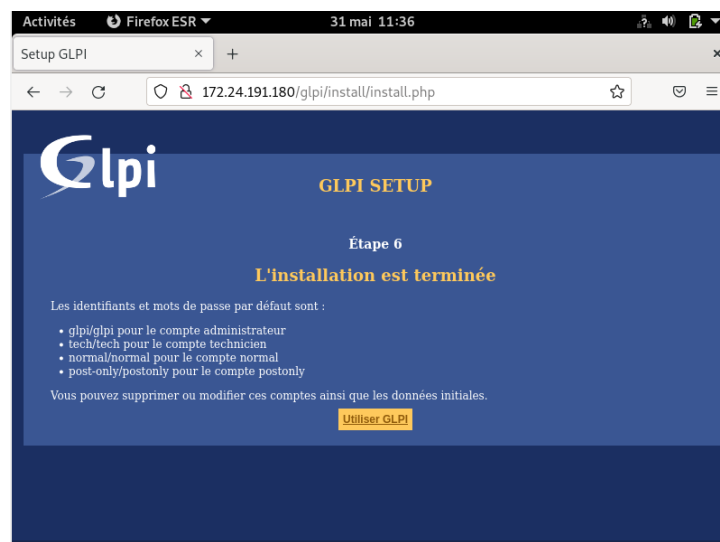 Activités Firefox ESR 31 mai 11:36
Setup GLPI
172.24.191.180/glpi/install/install.php
Glpi
GLPI SETUP
Étape 6
L'installation est terminée
Les identifiants et mots de passe par défaut sont :
• glpi/glpi pour le compte administrateur
• tech/tech pour le compte technicien
• normal/normal pour le compte normal
• post-only/postonly pour le compte postonly
Vous pouvez supprimer ou modifier ces comptes ainsi que les données initiales.
Utiliser GLPI